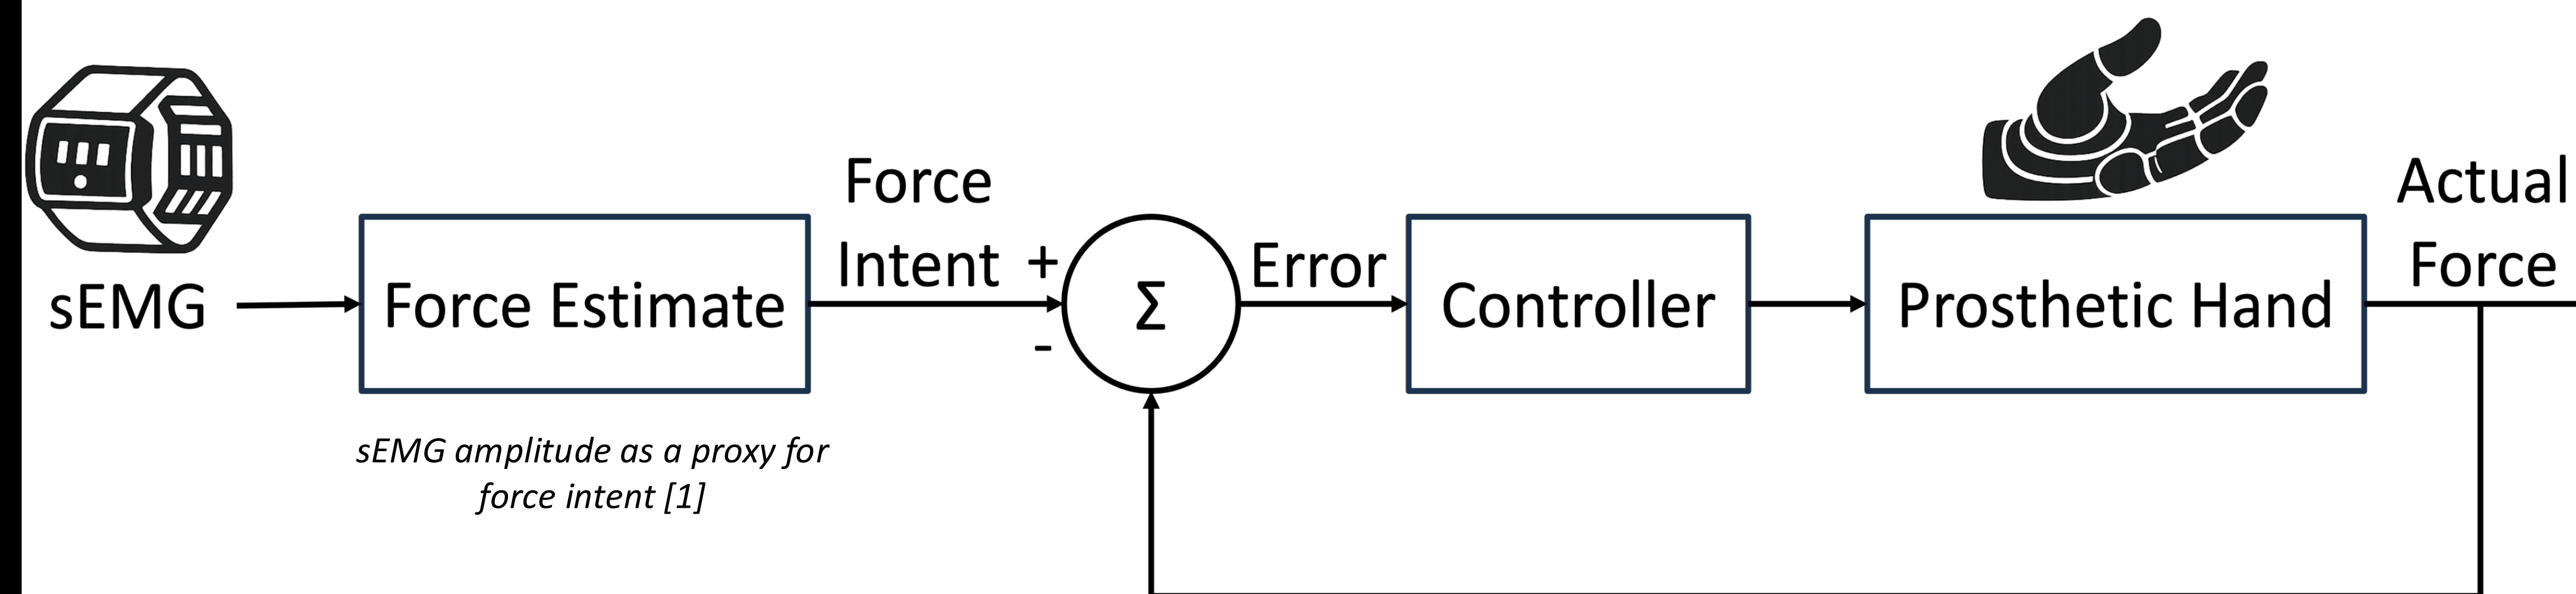 sEMG
Force Estimate
sEMG amplitude as a proxy for
force intent [1]
Force
Intent
+
-
Σ
Error
Controller
Prosthetic Hand
Actual
Force